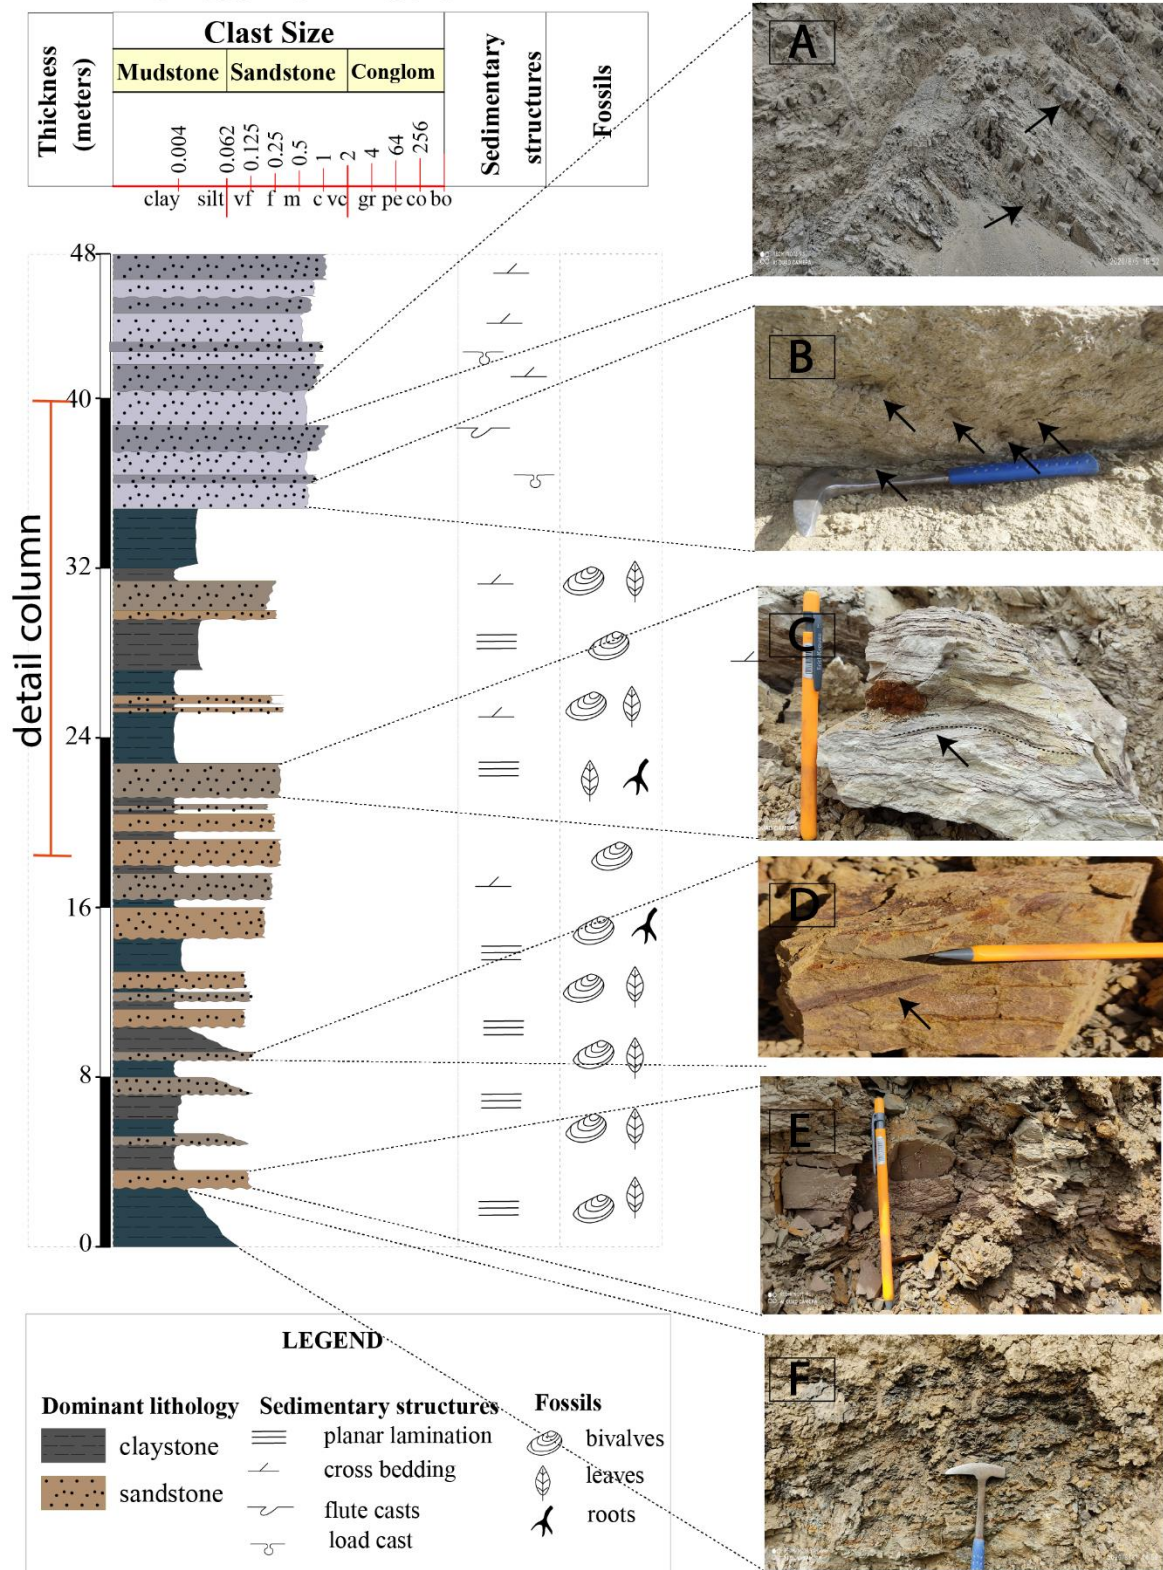 Thickness
(meters)
Clast Size
Mudstone
Sandstone
Conglom
0.004
0.062
0.125
0.25
0.5
1
2
4
64
256
clay
silt
vf
f
m
c
vc
gr
pe
co
bo
Sedimentary
structures
Fossils
48
40
32
24
16
8
0
detail column
A
B
C
D
E
F
LEGEND
Dominant lithology
claystone
sandstone
Sedimentary structures
planar lamination
cross bedding
flute casts
load cast
Fossils
bivalves
leaves
roots